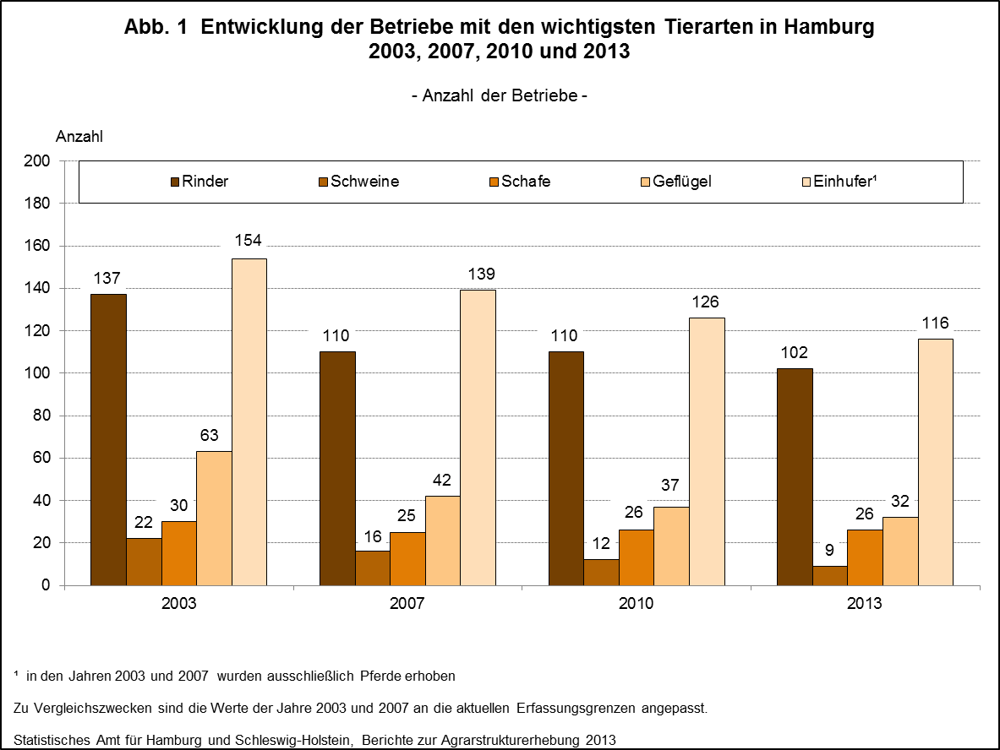 Abb. 1 Entwicklung der Betriebe mit den wichtigsten Tierarten in Hamburg
2003, 2007, 2010 und 2013
- Anzahl der Betriebe -
Anzahl
200
180
160
140
120
100
80
60
40
20
0
Rinder Schweine Schafe Geflügel Einhufer¹
137 22 30 63 154
110 16 25 42 139
110 12 26 37 126
102 9 26 32 116
2003 2007 2010 2013
¹ in den Jahren 2003 und 2007 wurden ausschließlich Pferde erhoben
Zu Vergleichszwecken sind die Werte der Jahre 2003 und 2007 an die aktuellen Erfassungsgrenzen angepasst.
Statistisches Amt für Hamburg und Schleswig-Holstein, Berichte zur Agrarstrukturerhebung 2013